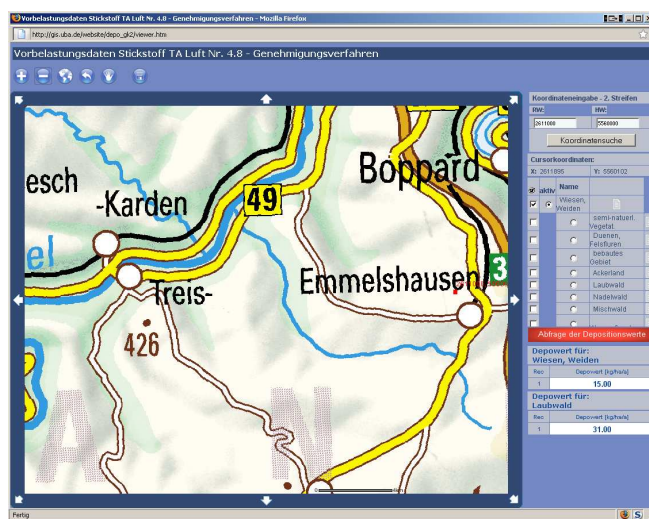 Vorbelastungsdaten Stickstoff TA Luft Nr. 4.8 - Genehmigungsverfahren - Mozilla Firefox
http://gis.uba.de/website/depo_gk2/viewer.htm
Vorbelastungsdaten Stickstoff TA Luft Nr. 4.8 - Genehmigungsverfahren
esch
-Karden
49
Boppard
el
Treis-
Emmelshausen
3
426
A
N
Koordinateneingabe - 2. Streifen
RW: HW:
2611000 5560000
Koordinatensuche
Cursorkoordinaten:
X: 2611895 Y: 5560102
aktiv Name
Wiesen, Weiden
semi-natuerl. Vegetat.
Duenen, Felsfluren
bebautes Gebiet
Ackerland
Laubwald
Nadelwald
Mischwald
Abfrage der Depositionswerte
Depowert für:
Wiesen, Weiden
Rec Depowert [kg/ha/a]
1 15.00
Depowert für:
Laubwald
Rec Depowert [kg/ha/a]
1 31.00
Fertig